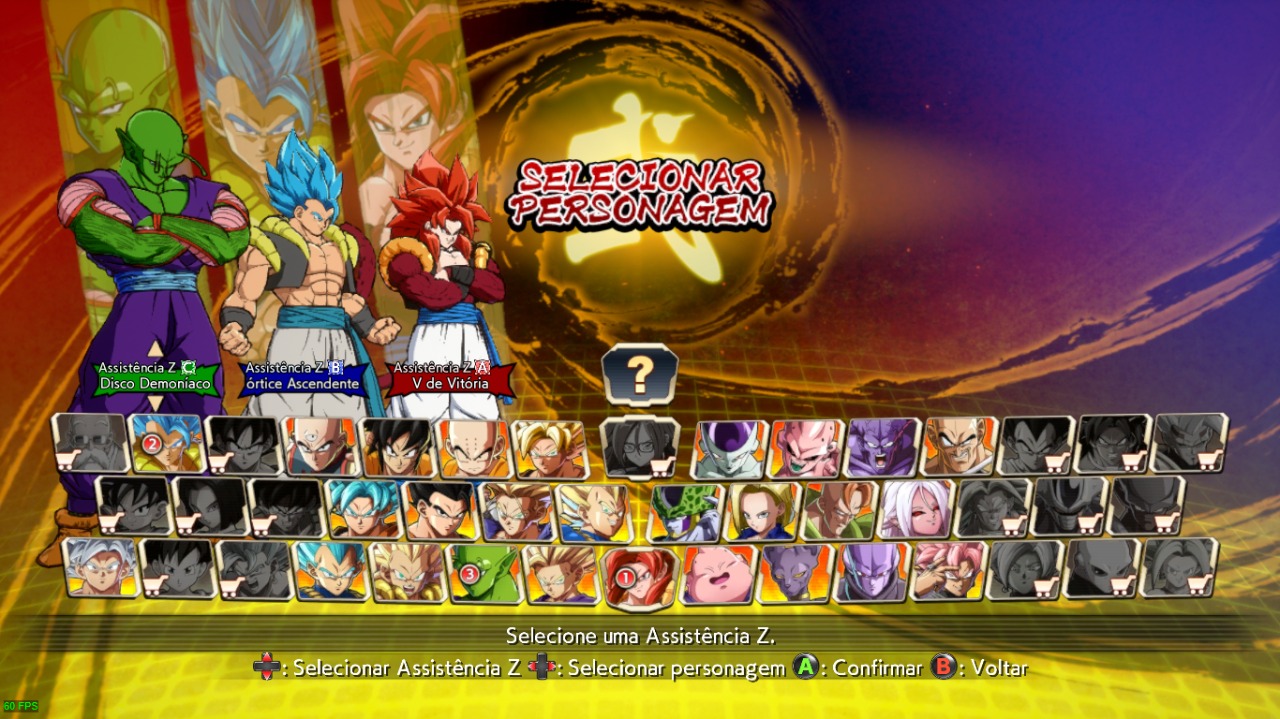 式
SELECIONAR
PERSONAGEM
Assistência Z C
Disco Demoníaco
Assistência Z B
órtice Ascendente
Assistência Z A
V de Vitória
?
2
3
1
Selecione uma Assistência Z.
: Selecionar Assistência Z : Selecionar personagem A : Confirmar B : Voltar
60 FPS